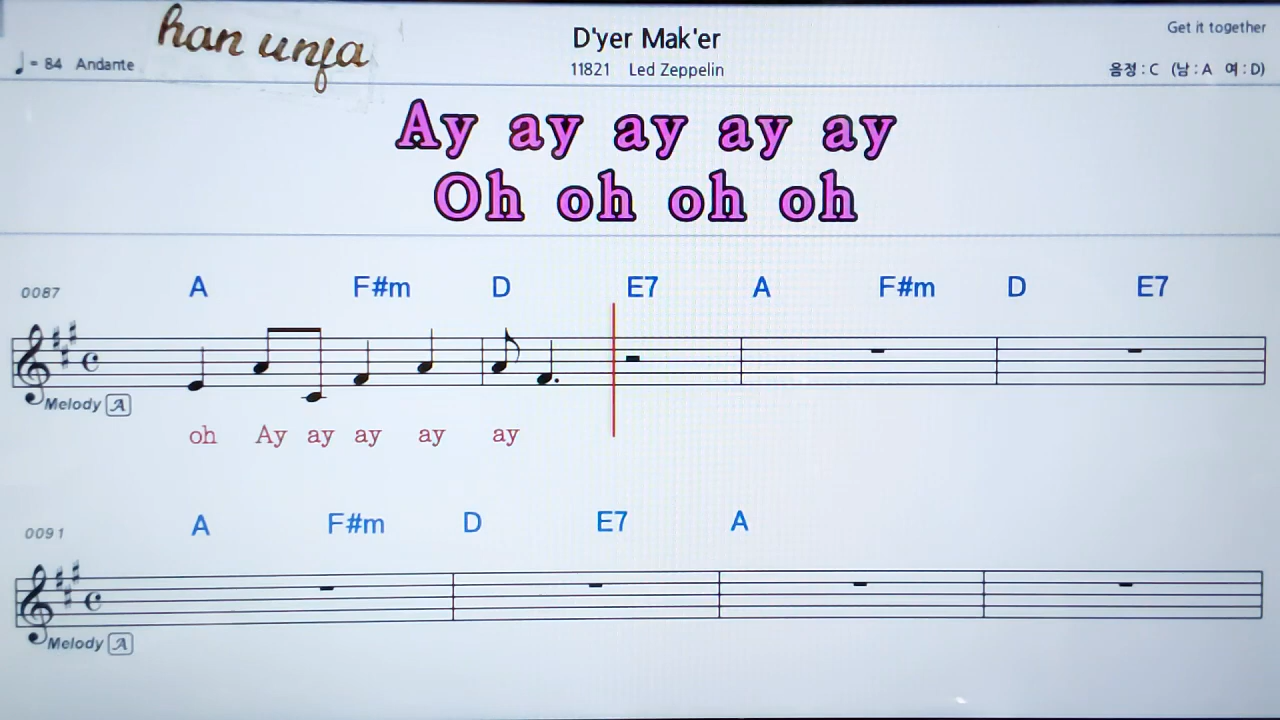 han unfa
D'yer Mak'er
Get it together
♩= 84 Andante
11821 Led Zeppelin
음정 : C (남 : A 여 : D)
Ay ay ay ay ay
Oh oh oh oh
0087
A F#m D E7 A F#m D E7
Melody A
oh Ay ay ay ay ay
0091
A F#m D E7 A
Melody A